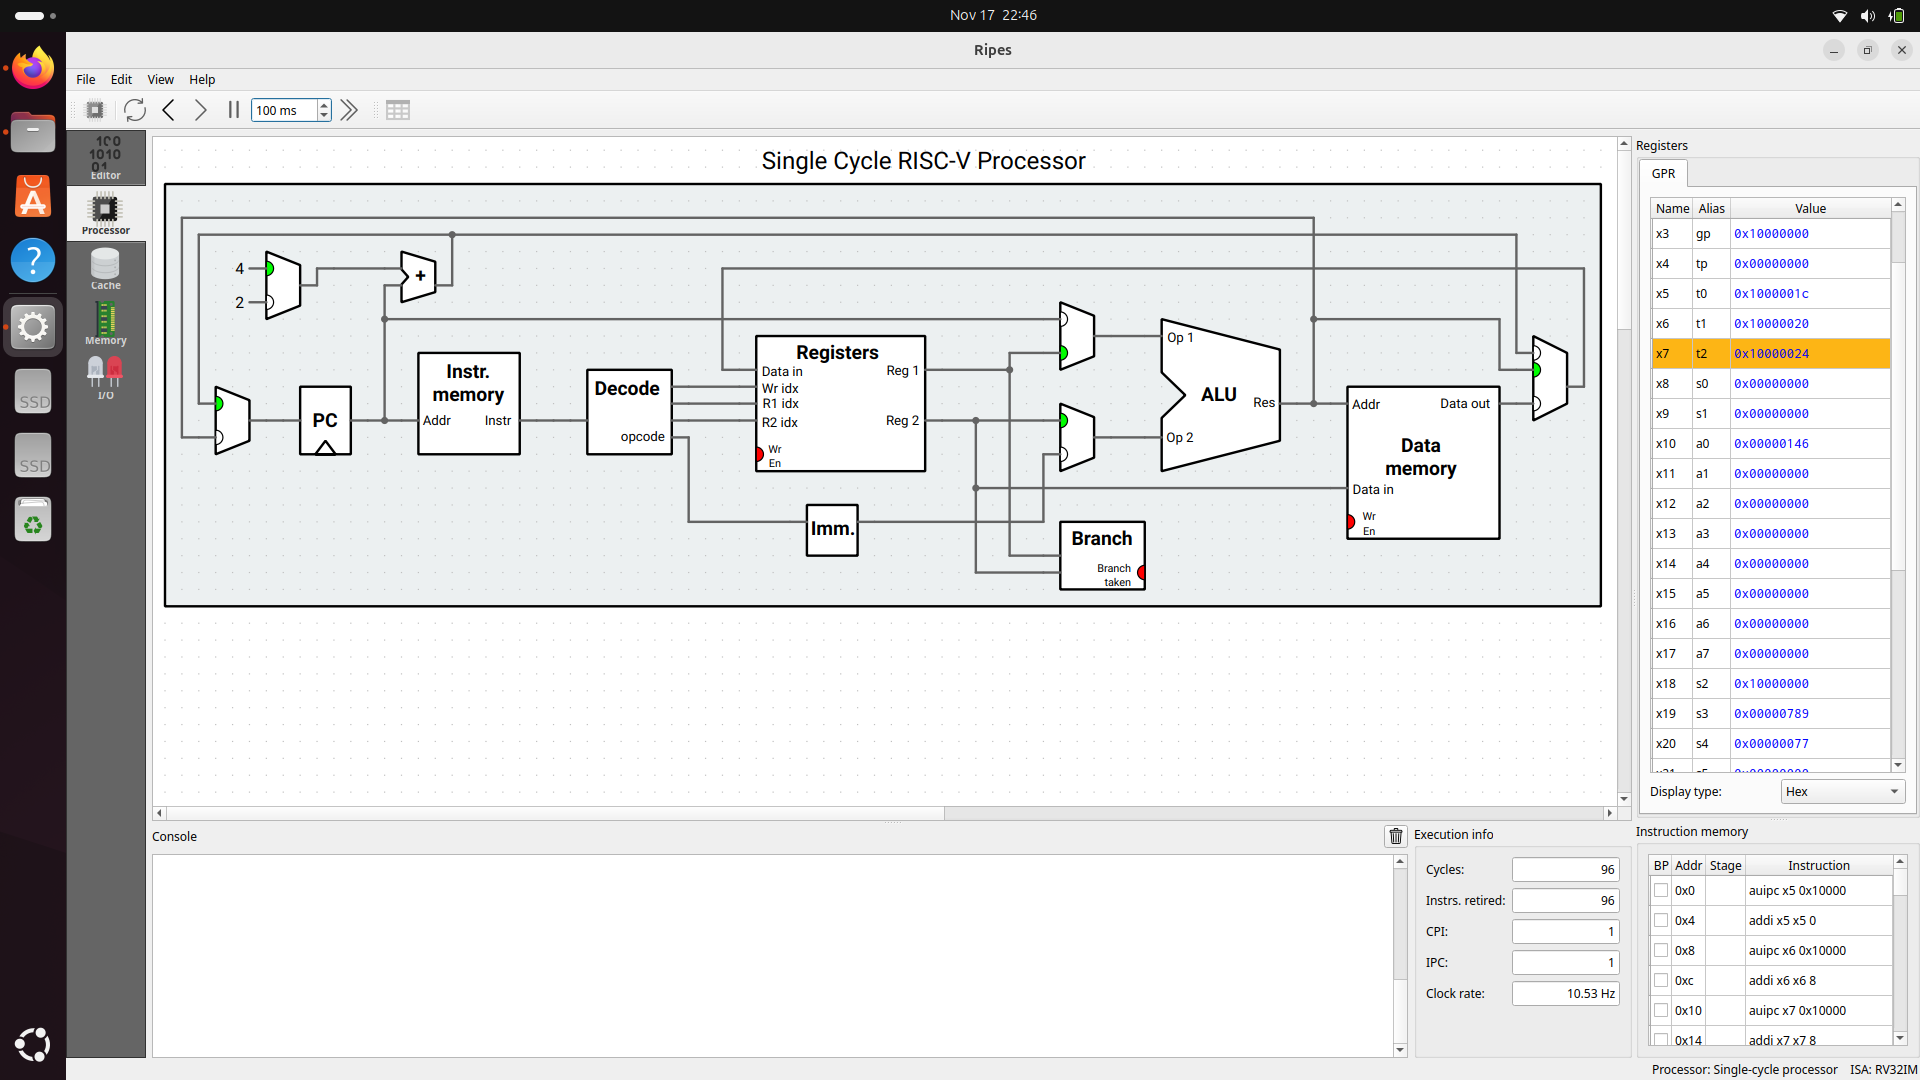 Nov 17 22:46
Ripes
File Edit View Help
100 ms
Editor
Processor
Cache
Memory
I/O
SSD
SSD
Single Cycle RISC-V Processor
4
2
+
PC
Instr. memory
Addr
Instr
Decode
opcode
Registers
Data in
Wr idx
R1 idx
R2 idx
Wr En
Reg 1
Reg 2
Imm.
Op 1
Op 2
ALU
Res
Branch
Branch taken
Data memory
Addr
Data out
Data in
Wr En
Registers
GPR
Name Alias Value
x3 gp 0x10000000
x4 tp 0x00000000
x5 t0 0x1000001c
x6 t1 0x10000020
x7 t2 0x10000024
x8 s0 0x00000000
x9 s1 0x00000000
x10 a0 0x00000146
x11 a1 0x00000000
x12 a2 0x00000000
x13 a3 0x00000000
x14 a4 0x00000000
x15 a5 0x00000000
x16 a6 0x00000000
x17 a7 0x00000000
x18 s2 0x10000000
x19 s3 0x00000789
x20 s4 0x00000077
Display type: Hex
Console
Execution info
Cycles: 96
Instrs. retired: 96
CPI: 1
IPC: 1
Clock rate: 10.53 Hz
Instruction memory
BP Addr Stage Instruction
0x0 auipc x5 0x10000
0x4 addi x5 x5 0
0x8 auipc x6 0x10000
0xc addi x6 x6 8
0x10 auipc x7 0x10000
0x14 addi x7 x7 8
Processor: Single-cycle processor ISA: RV32IM